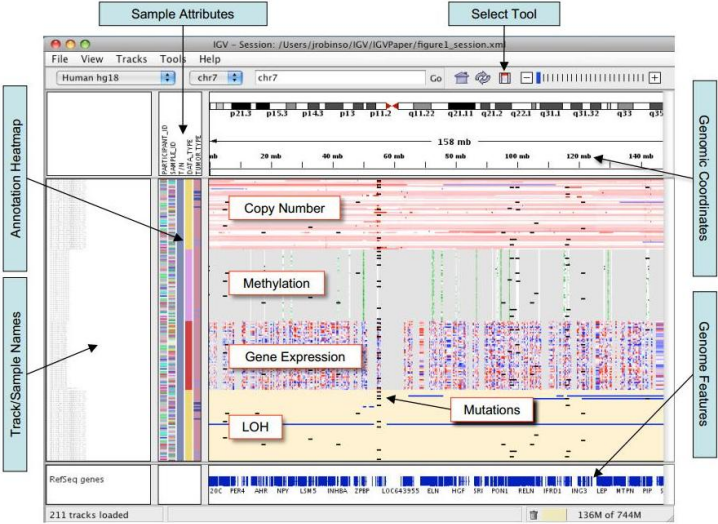 Sample Attributes
Select Tool
IGV - Session: /Users/jrobinso/IGV/IGVPaper/figure1_session.xml
File View Tracks Tools Help
Human hg18 chr7 chr7 Go
p21.3 p15.3 p14.3 p13 p11.2 q11.22 q21.11 q21.2 q22.1 q31.1 q31.32 q33 q35
158 mb
mb 20 mb 40 mb 60 mb 80 mb 100 mb 120 mb 140 mb
PARTICIPANT_ID
SAMPLE_ID
T/N
DATA_TYPE
TUMOR TYPE
Annotation Heatmap
Track/Sample Names
Genomic Coordinates
Genome Features
Copy Number
Methylation
Gene Expression
Mutations
LOH
RefSeq genes
20C PER4 AHR NPY LSM5 INHBA ZPBP LOC643955 ELN HGF SRI PON1 RELN IFRD1 ING3 LEP MTPN PIP S
211 tracks loaded
136M of 744M